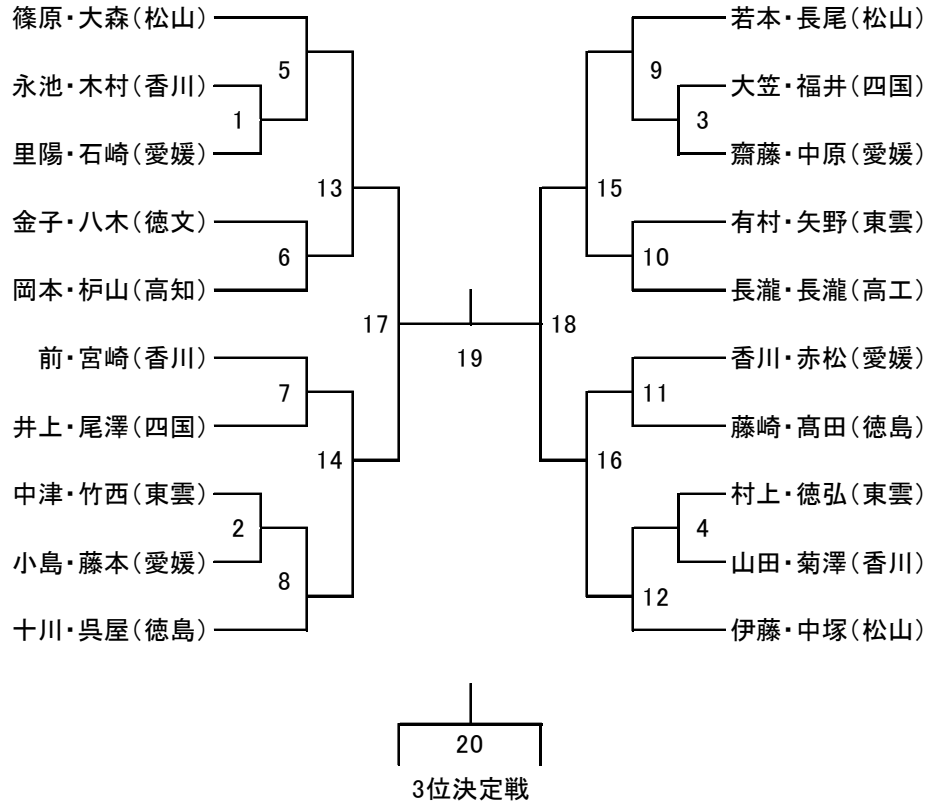 篠原・大森(松山)
永池・木村(香川)
里陽・石崎(愛媛)
金子・八木(徳文)
岡本・枦山(高知)
前・宮崎(香川)
井上・尾澤(四国)
中津・竹西(東雲)
小島・藤本(愛媛)
十川・呉屋(徳島)
5
1
13
6
17
7
14
2
8
19
18
9
3
15
10
11
16
4
12
若本・長尾(松山)
大笠・福井(四国)
齋藤・中原(愛媛)
有村・矢野(東雲)
長瀧・長瀧(高工)
香川・赤松(愛媛)
藤崎・髙田(徳島)
村上・徳弘(東雲)
山田・菊澤(香川)
伊藤・中塚(松山)
20
3位決定戦